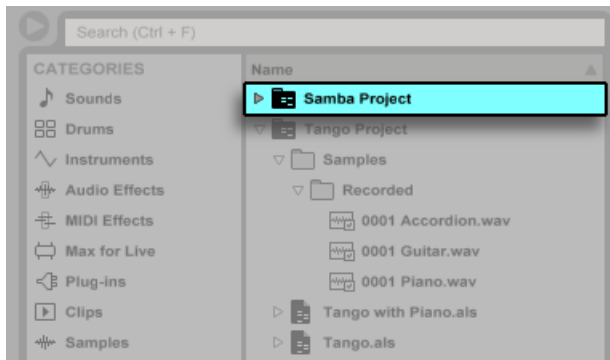 Search (Ctrl + F)
CATEGORIES
Sounds
Drums
Instruments
Audio Effects
MIDI Effects
Max for Live
Plug-ins
Clips
Samples
Name
Samba Project
Tango Project
Samples
Recorded
0001 Accordion.wav
0001 Guitar.wav
0001 Piano.wav
Tango with Piano.als
Tango.als